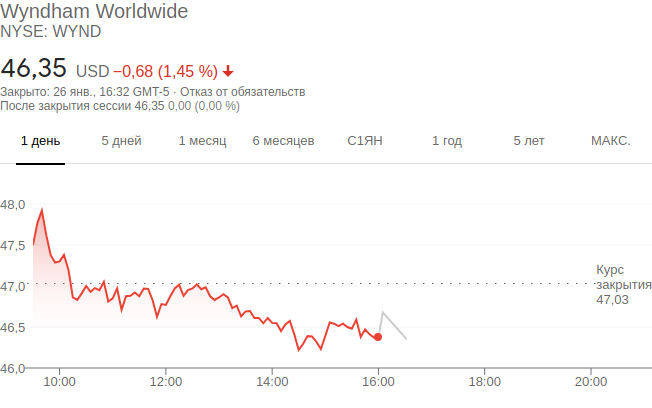 Wyndham Worldwide
NYSE: WYND
46,35 USD −0,68 (1,45 %)
Закрыто: 26 янв., 16:32 GMT-5 · Отказ от обязательств
После закрытия сессии 46,35 0,00 (0,00 %)
1 день 5 дней 1 месяц 6 месяцев С1ЯН 1 год 5 лет МАКС.
48,0
47,5
47,0
46,5
46,0
Курс
закрытия
47,03
10:00 12:00 14:00 16:00 18:00 20:00